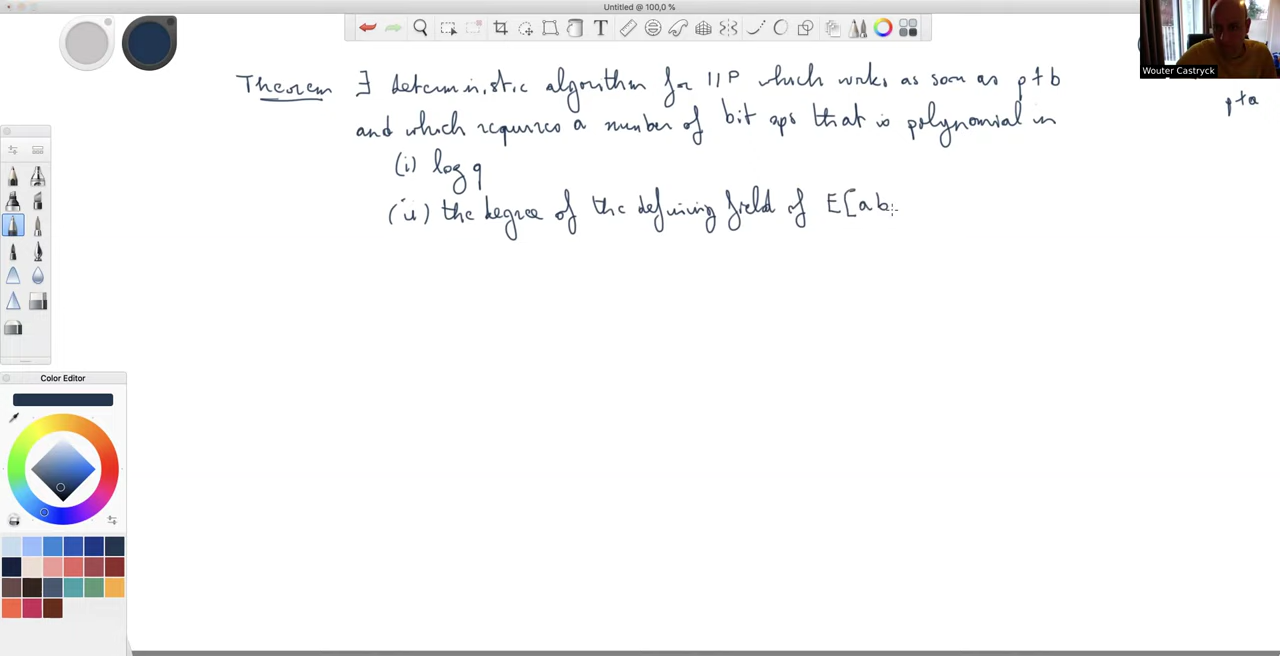 Untitled @ 100,0 %
Wouter Castryck
Theorem ∃ deterministic algorithm for IIP which works as soon as p ∤ b
p ∤ a
and which requires a number of bit ops that is polynomial in
(i) log q
(ii) the degree of the defining field of E[ab
Color Editor